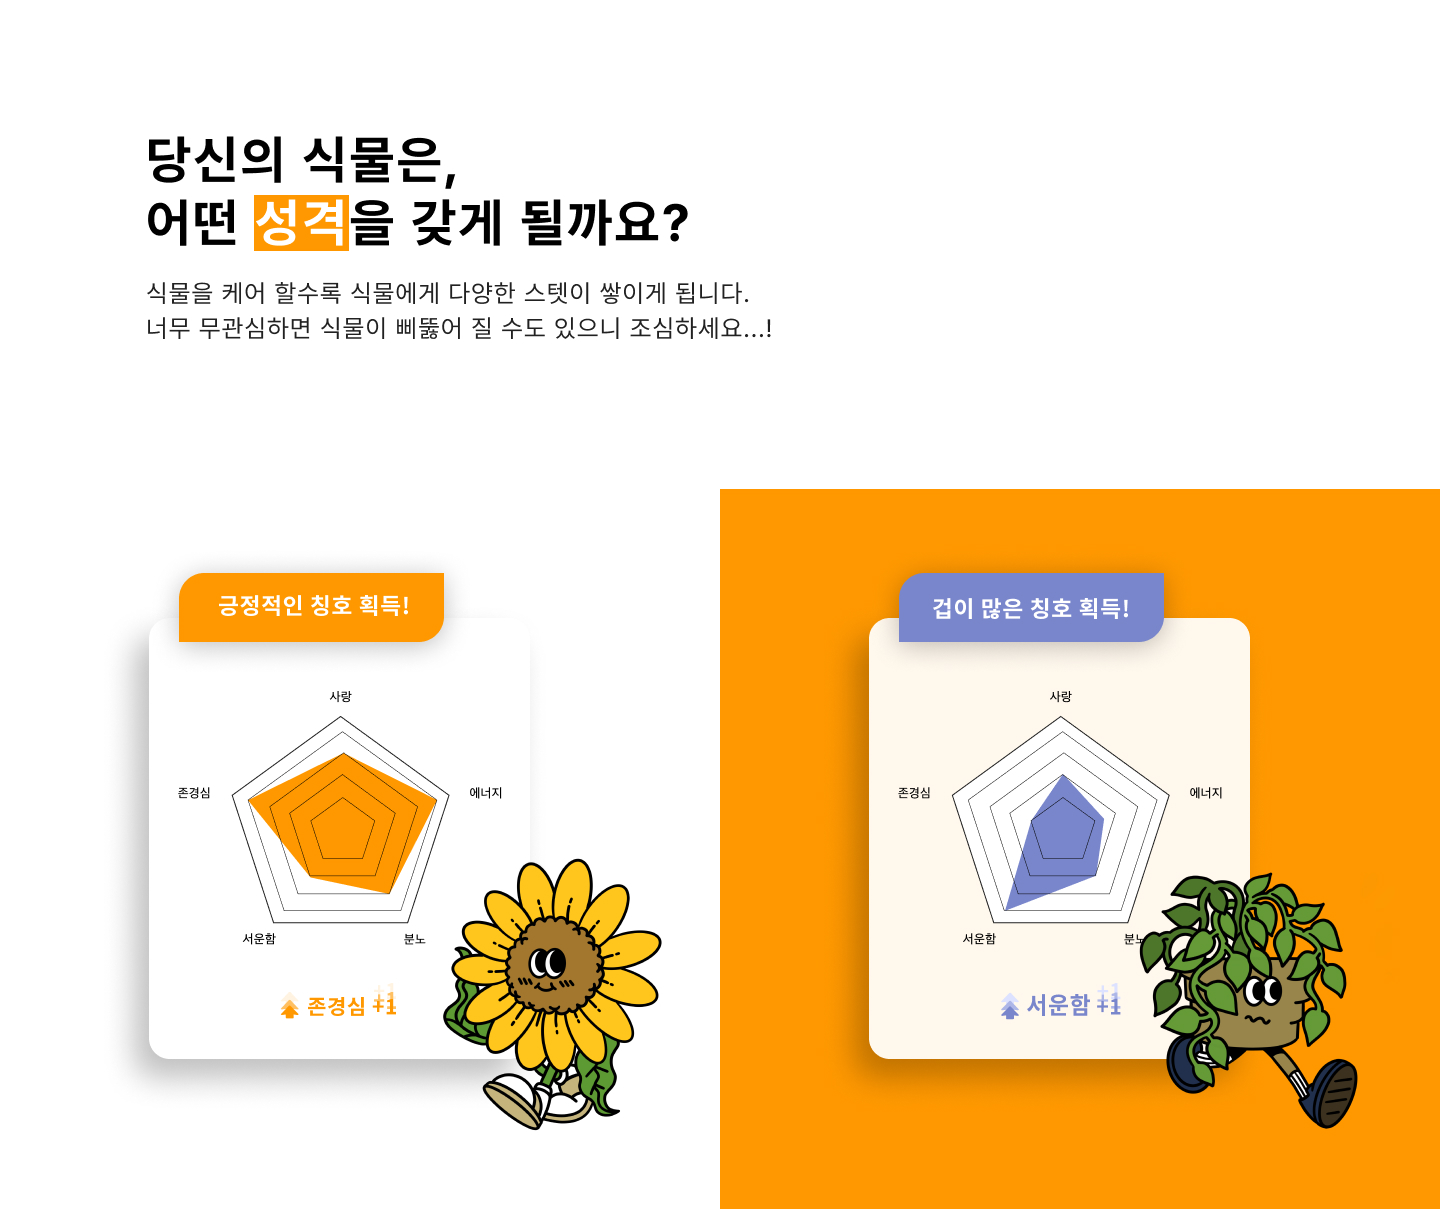 당신의 식물은,
어떤 성격을 갖게 될까요?
식물을 케어 할수록 식물에게 다양한 스텟이 쌓이게 됩니다.
너무 무관심하면 식물이 삐뚫어 질 수도 있으니 조심하세요...!
긍정적인 칭호 획득!
사랑
존경심
에너지
서운함
분노
존경심 +1
겁이 많은 칭호 획득!
사랑
존경심
에너지
서운함
분노
서운함 +1